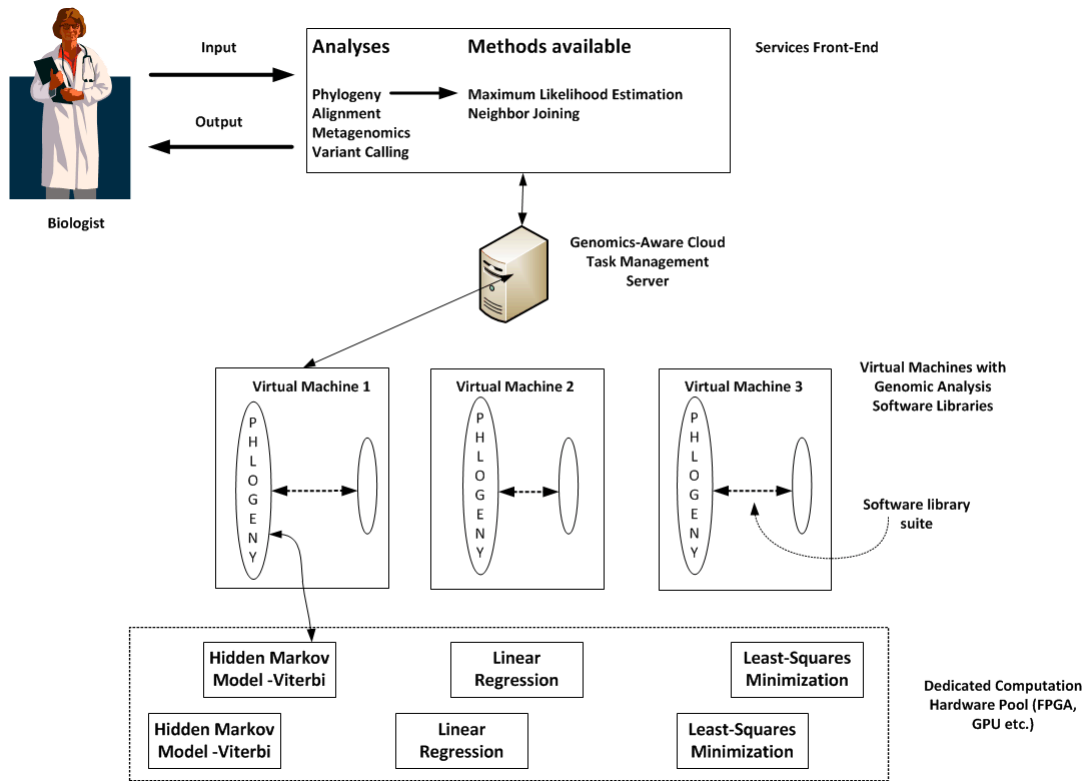 Input
Output
Biologist
Analyses
Methods available
Phylogeny
Maximum Likelihood Estimation
Alignment
Neighbor Joining
Metagenomics
Variant Calling
Services Front-End
Genomics-Aware Cloud
Task Management
Server
Virtual Machine 1
PHLOGENY
Virtual Machine 2
PHLOGENY
Virtual Machine 3
PHLOGENY
Virtual Machines with
Genomic Analysis
Software Libraries
Software library
suite
Hidden Markov
Model -Viterbi
Linear
Regression
Least-Squares
Minimization
Hidden Markov
Model -Viterbi
Linear
Regression
Least-Squares
Minimization
Dedicated Computation
Hardware Pool (FPGA,
GPU etc.)